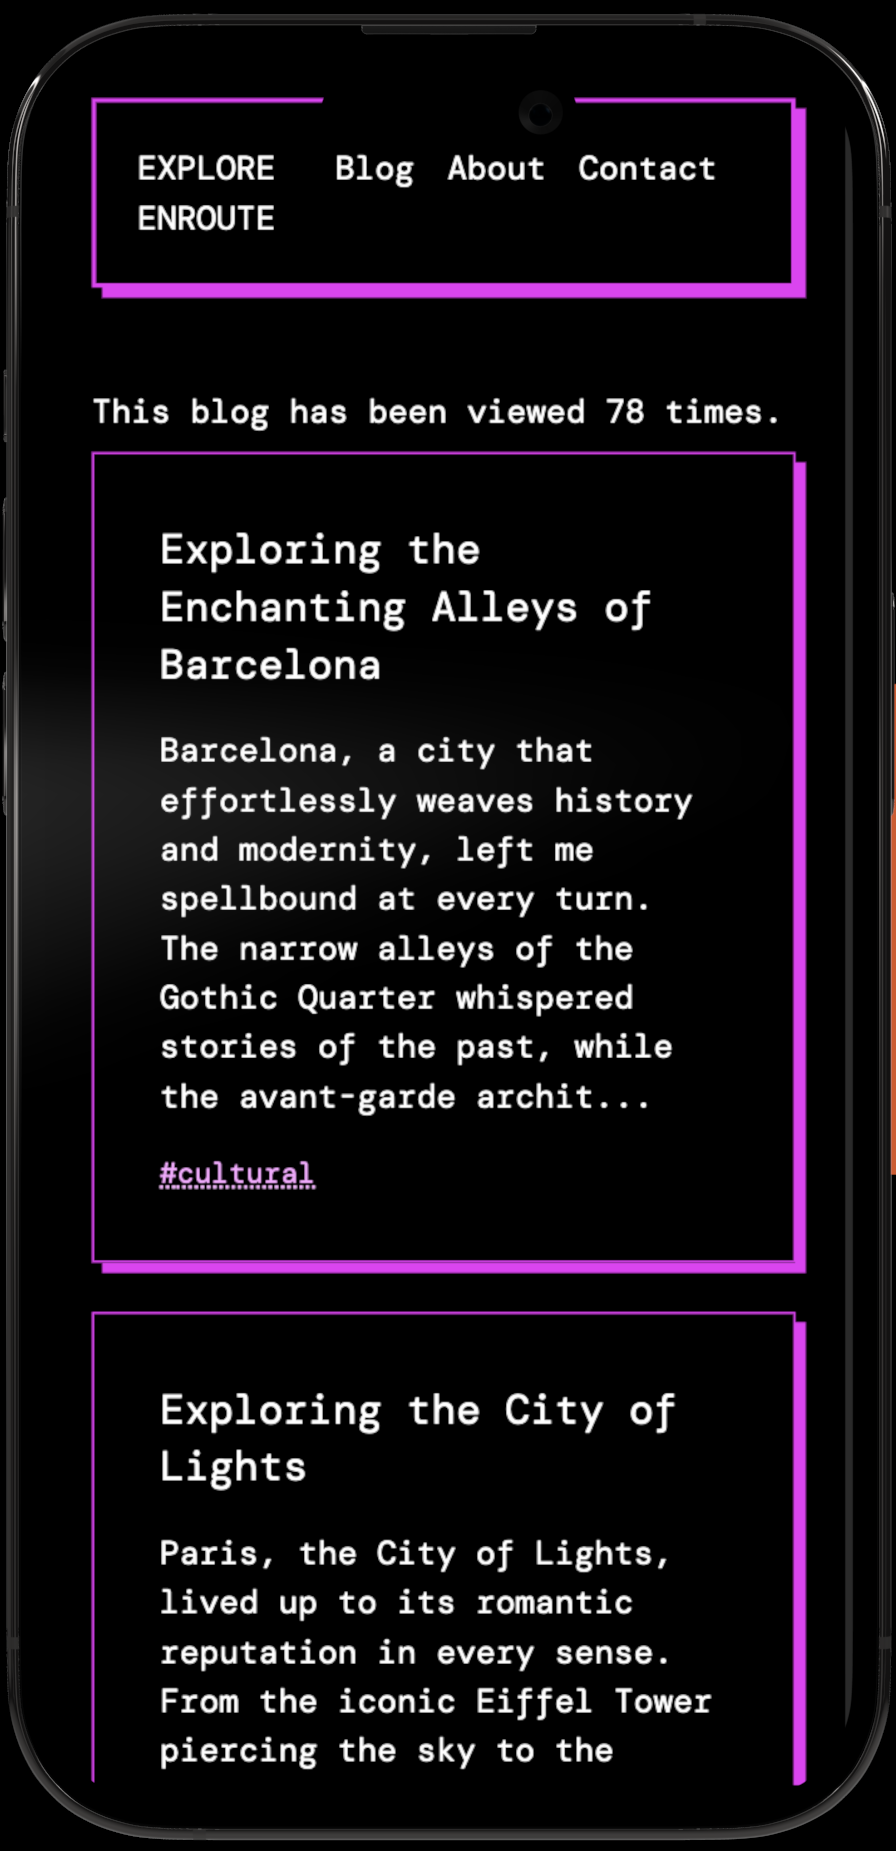 EXPLORE ENROUTE Blog About Contact
This blog has been viewed 78 times.
Exploring the
Enchanting Alleys of
Barcelona
Barcelona, a city that
effortlessly weaves history
and modernity, left me
spellbound at every turn.
The narrow alleys of the
Gothic Quarter whispered
stories of the past, while
the avant-garde archit...
#cultural
Exploring the City of
Lights
Paris, the City of Lights,
lived up to its romantic
reputation in every sense.
From the iconic Eiffel Tower
piercing the sky to the